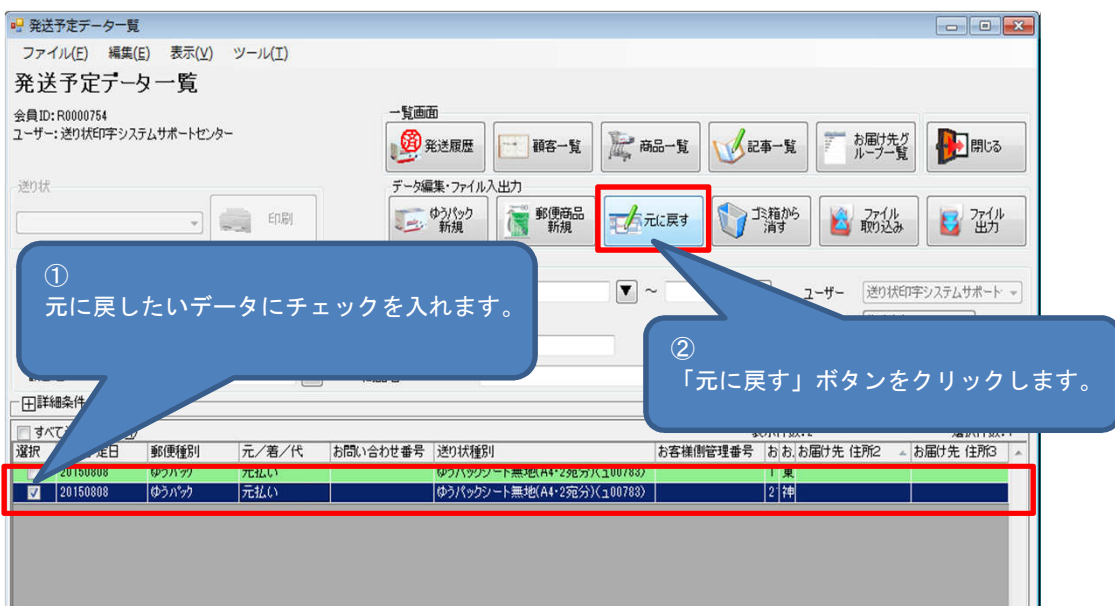 発送予定データ一覧
ファイル(F) 編集(E) 表示(V) ツール(T)
発送予定データ一覧
会員ID: R0000754
ユーザー: 送り状印字システムサポートセンター
一覧画面
発送履歴 顧客一覧 商品一覧 記事一覧 お届け先グループ一覧 閉じる
送り状
印刷
データ編集・ファイル入出力
ゆうパック新規 郵便商品新規 元に戻す ゴミ箱から消す ファイル取り込み ファイル出力
～ ユーザー 送り状印字システムサポート
①
元に戻したいデータにチェックを入れます。
②
「元に戻す」ボタンをクリックします。
詳細条件
選択 郵便種別 元／着／代 お問い合わせ番号 送り状種別 お客様側管理番号 お お. お届け先 住所2 お届け先 住所3
20150808 ゆうパック 元払い ゆうパックシート無地(A4・2宛分)(ュ00783) 1 東
20150808 ゆうパック 元払い ゆうパックシート無地(A4・2宛分)(ュ00783) 2 神